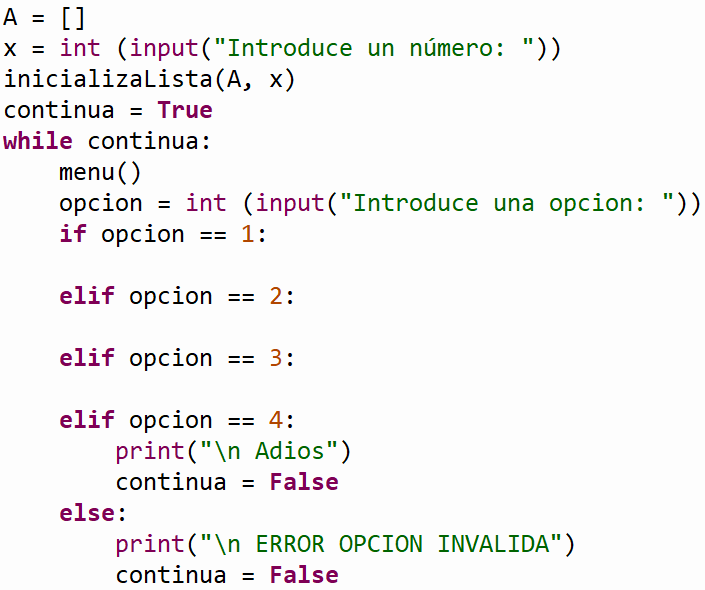 A = []
x = int (input("Introduce un número: "))
inicializaLista(A, x)
continua = True
while continua:
    menu()
    opcion = int (input("Introduce una opcion: "))
    if opcion == 1:
    elif opcion == 2:
    elif opcion == 3:
    elif opcion == 4:
        print("\n Adios")
        continua = False
    else:
        print("\n ERROR OPCION INVALIDA")
        continua = False